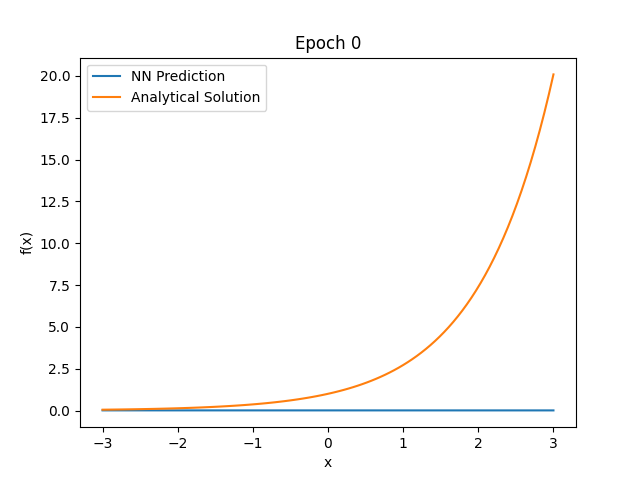 Epoch 0
NN Prediction
Analytical Solution
20.0
17.5
15.0
12.5
10.0
7.5
5.0
2.5
0.0
f(x)
−3 −2 −1 0 1 2 3
x